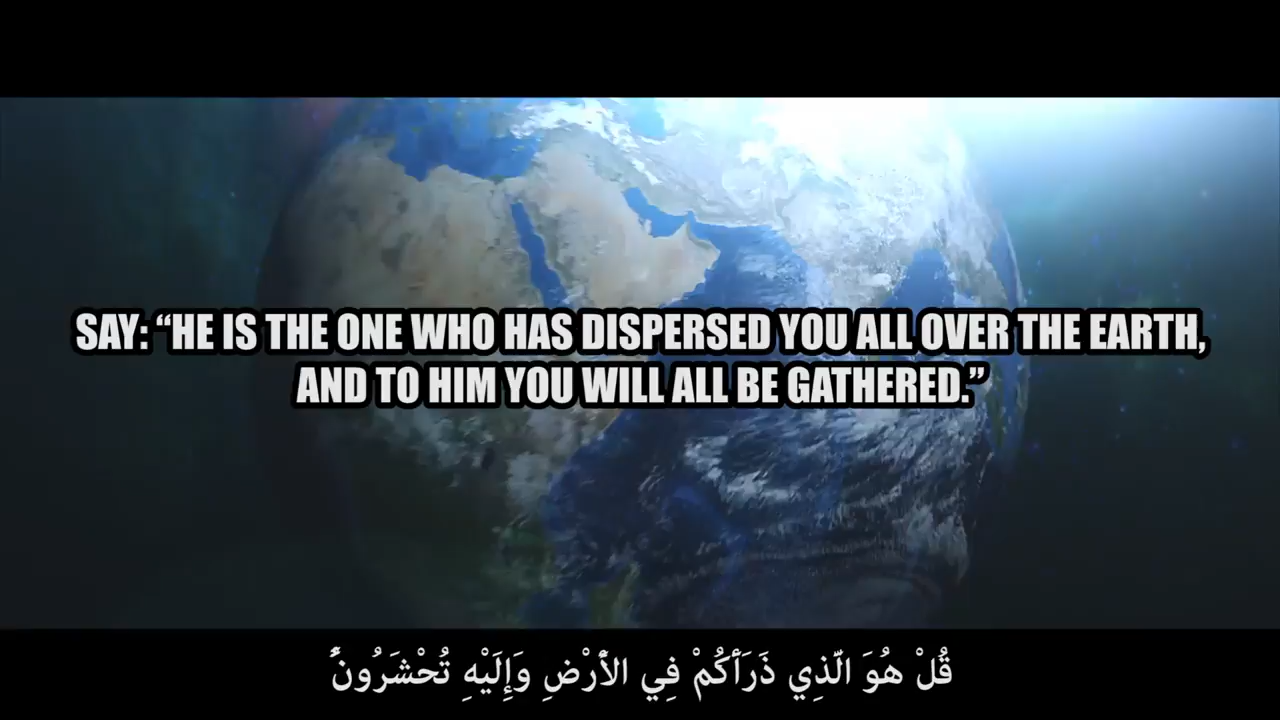 SAY: “HE IS THE ONE WHO HAS DISPERSED YOU ALL OVER THE EARTH,
AND TO HIM YOU WILL ALL BE GATHERED.”
قُلْ هُوَ الّذِي ذَرَأَكُمْ فِي الأَرْضِ وَإِلَيْهِ تُحْشَرُونَ